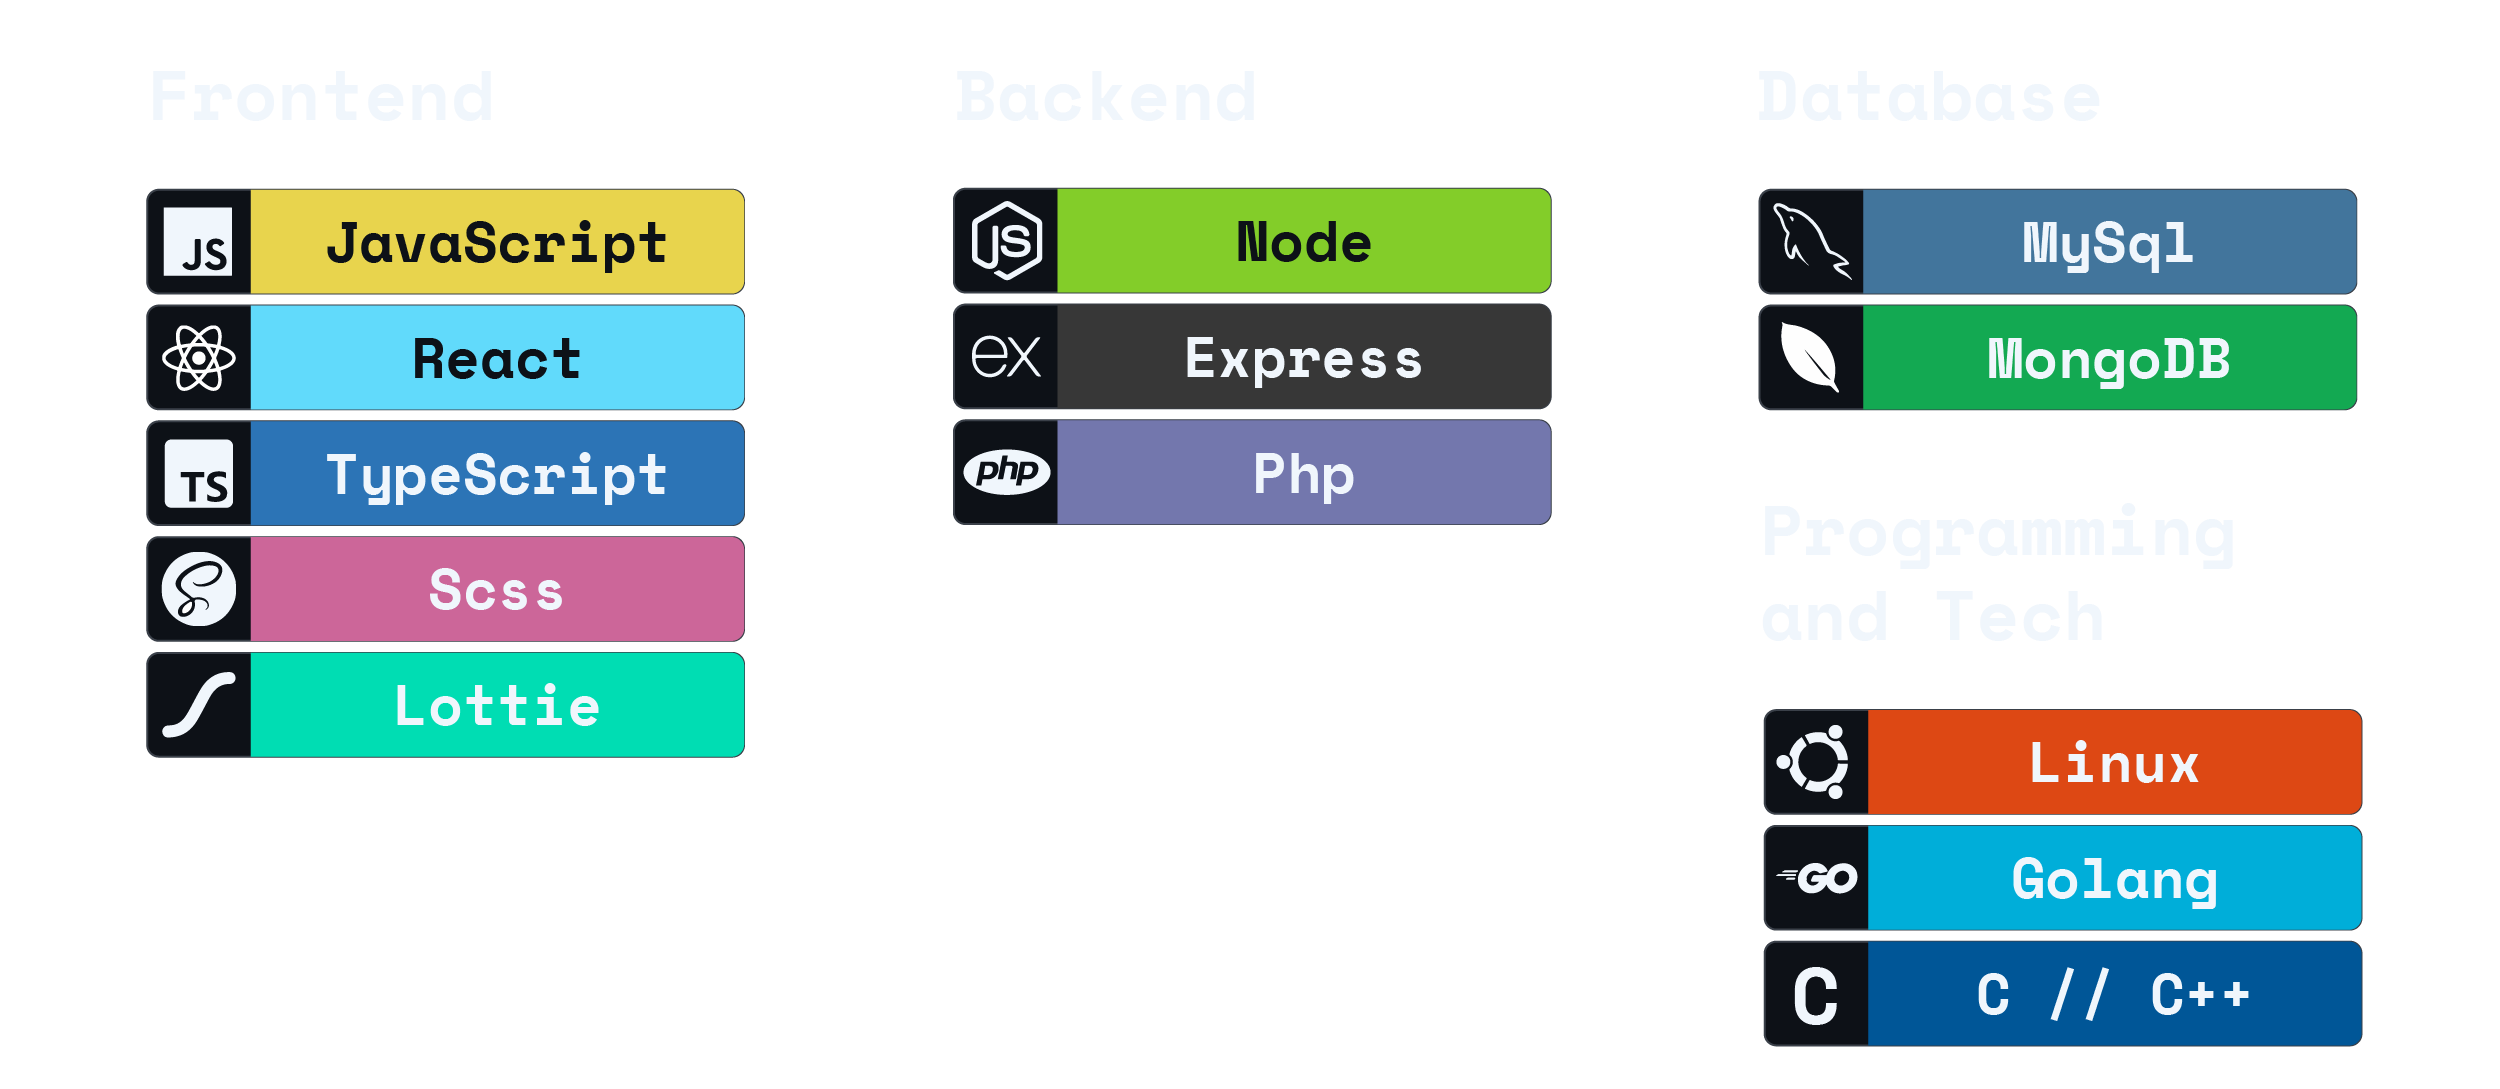 Frontend
JS
JavaScript
React
TS
TypeScript
Scss
Lottie
Backend
JS
Node
ex
Express
php
Php
Database
MySql
MongoDB
Programming
and Tech
Linux
GO
Golang
C
C // C++